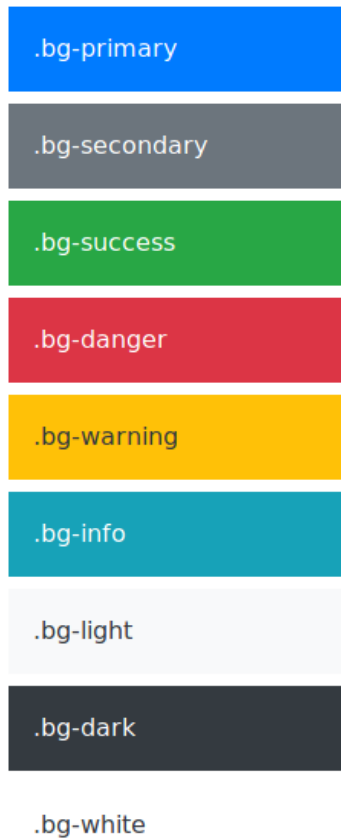 .bg-primary
.bg-secondary
.bg-success
.bg-danger
.bg-warning
.bg-info
.bg-light
.bg-dark
.bg-white